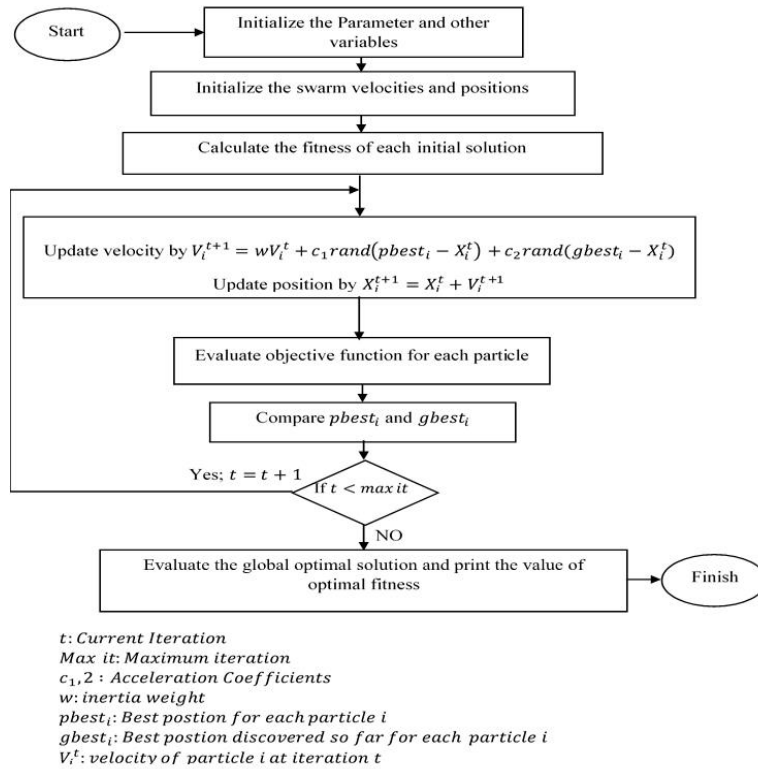 Start
Initialize the Parameter and other
variables
Initialize the swarm velocities and positions
Calculate the fitness of each initial solution
Update velocity by V_i^{t+1} = wV_i^t + c_1rand(pbest_i − X_i^t) + c_2rand(gbest_i − X_i^t)
Update position by X_i^{t+1} = X_i^t + V_i^{t+1}
Evaluate objective function for each particle
Compare pbest_i and gbest_i
Yes; t = t + 1
If t < max it
NO
Evaluate the global optimal solution and print the value of
optimal fitness
Finish
t: Current Iteration
Max it: Maximum iteration
c_1, 2 : Acceleration Coefficients
w: inertia weight
pbest_i: Best postion for each particle i
gbest_i: Best postion discovered so far for each particle i
V_i^t: velocity of particle i at iteration t